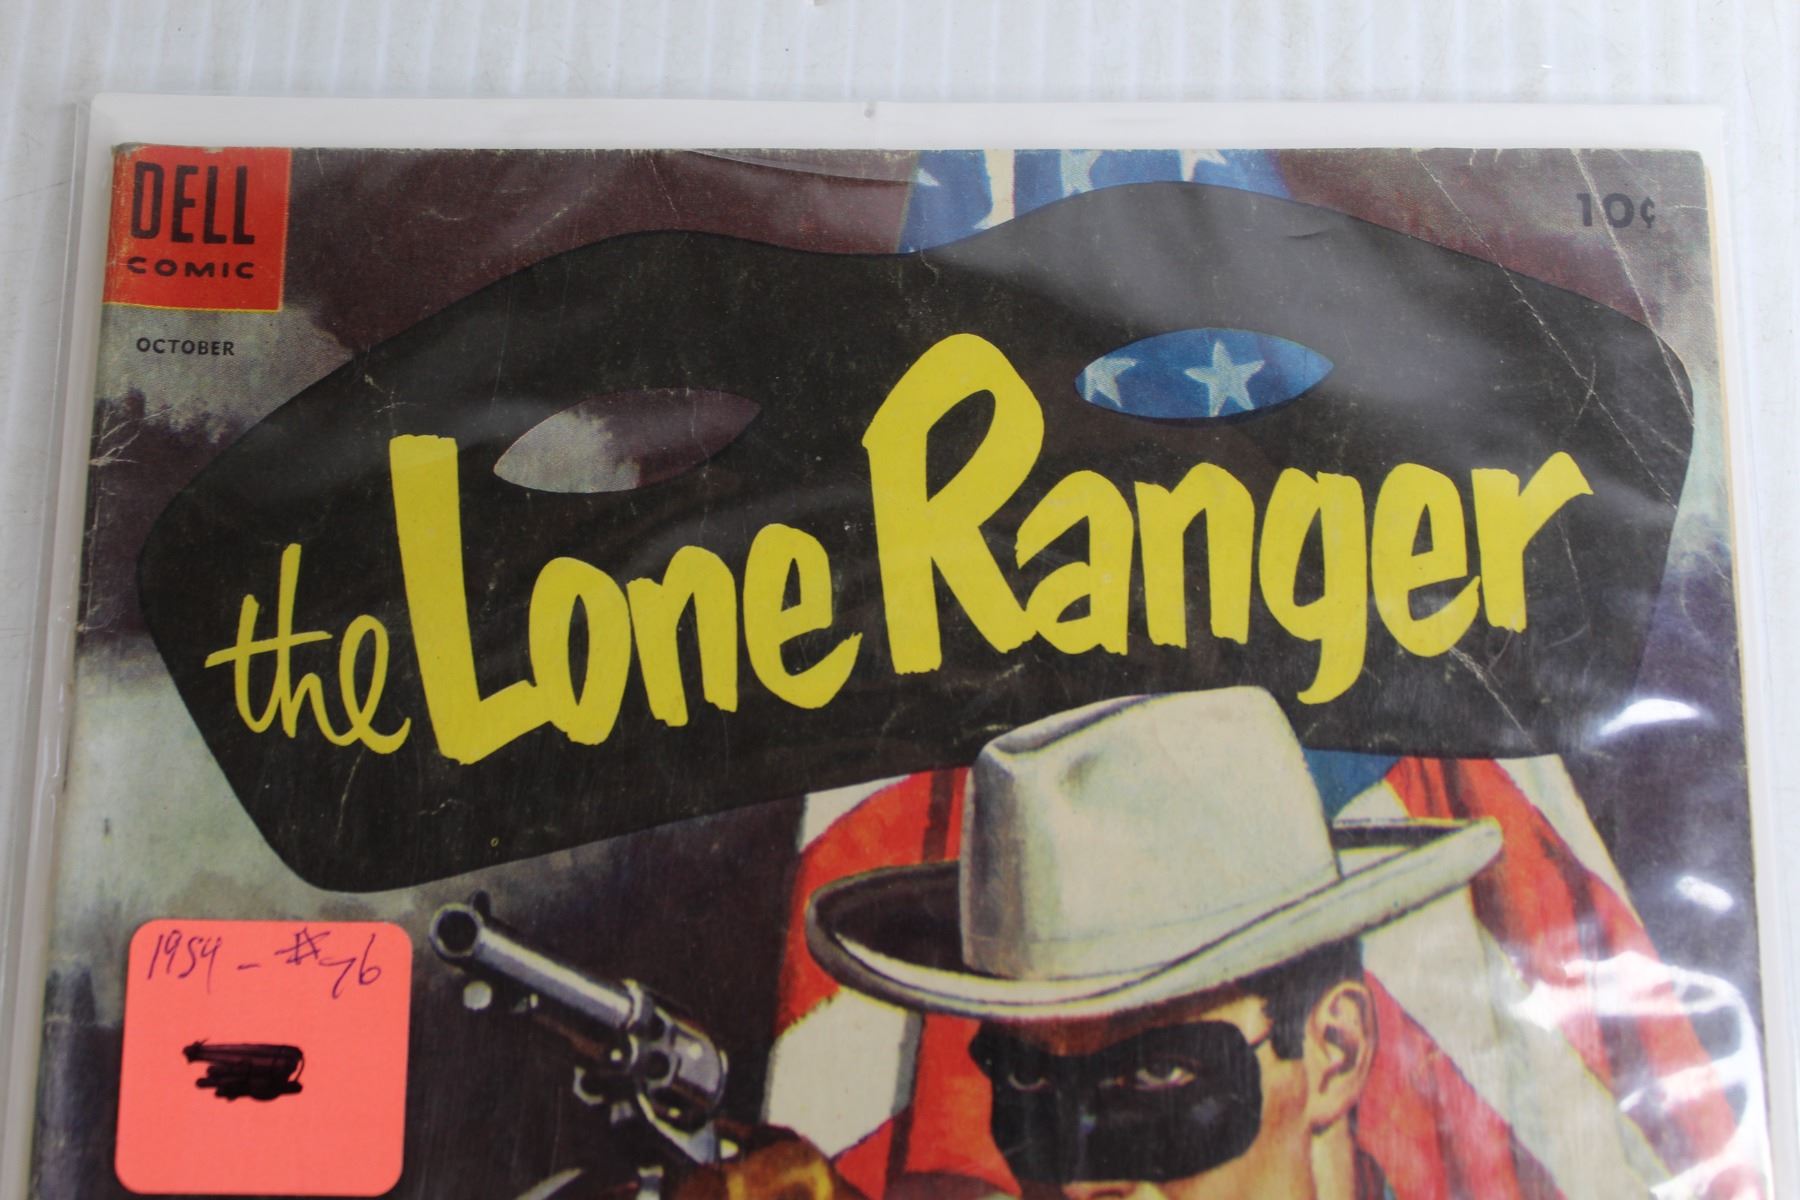 DELL
COMIC
10¢
OCTOBER
the Lone Ranger
1954 - #76